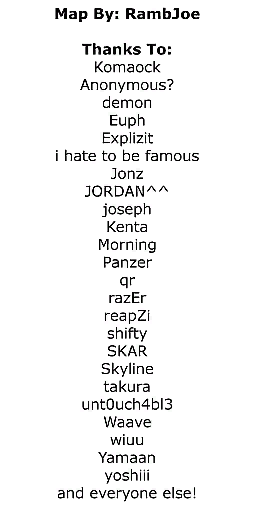 Map By: RambJoe
Thanks To:
Komaock
Anonymous?
demon
Euph
Explizit
i hate to be famous
Jonz
JORDAN^^
joseph
Kenta
Morning
Panzer
qr
razEr
reapZi
shifty
SKAR
Skyline
takura
unt0uch4bl3
Waave
wiuu
Yamaan
yoshiii
and everyone else!